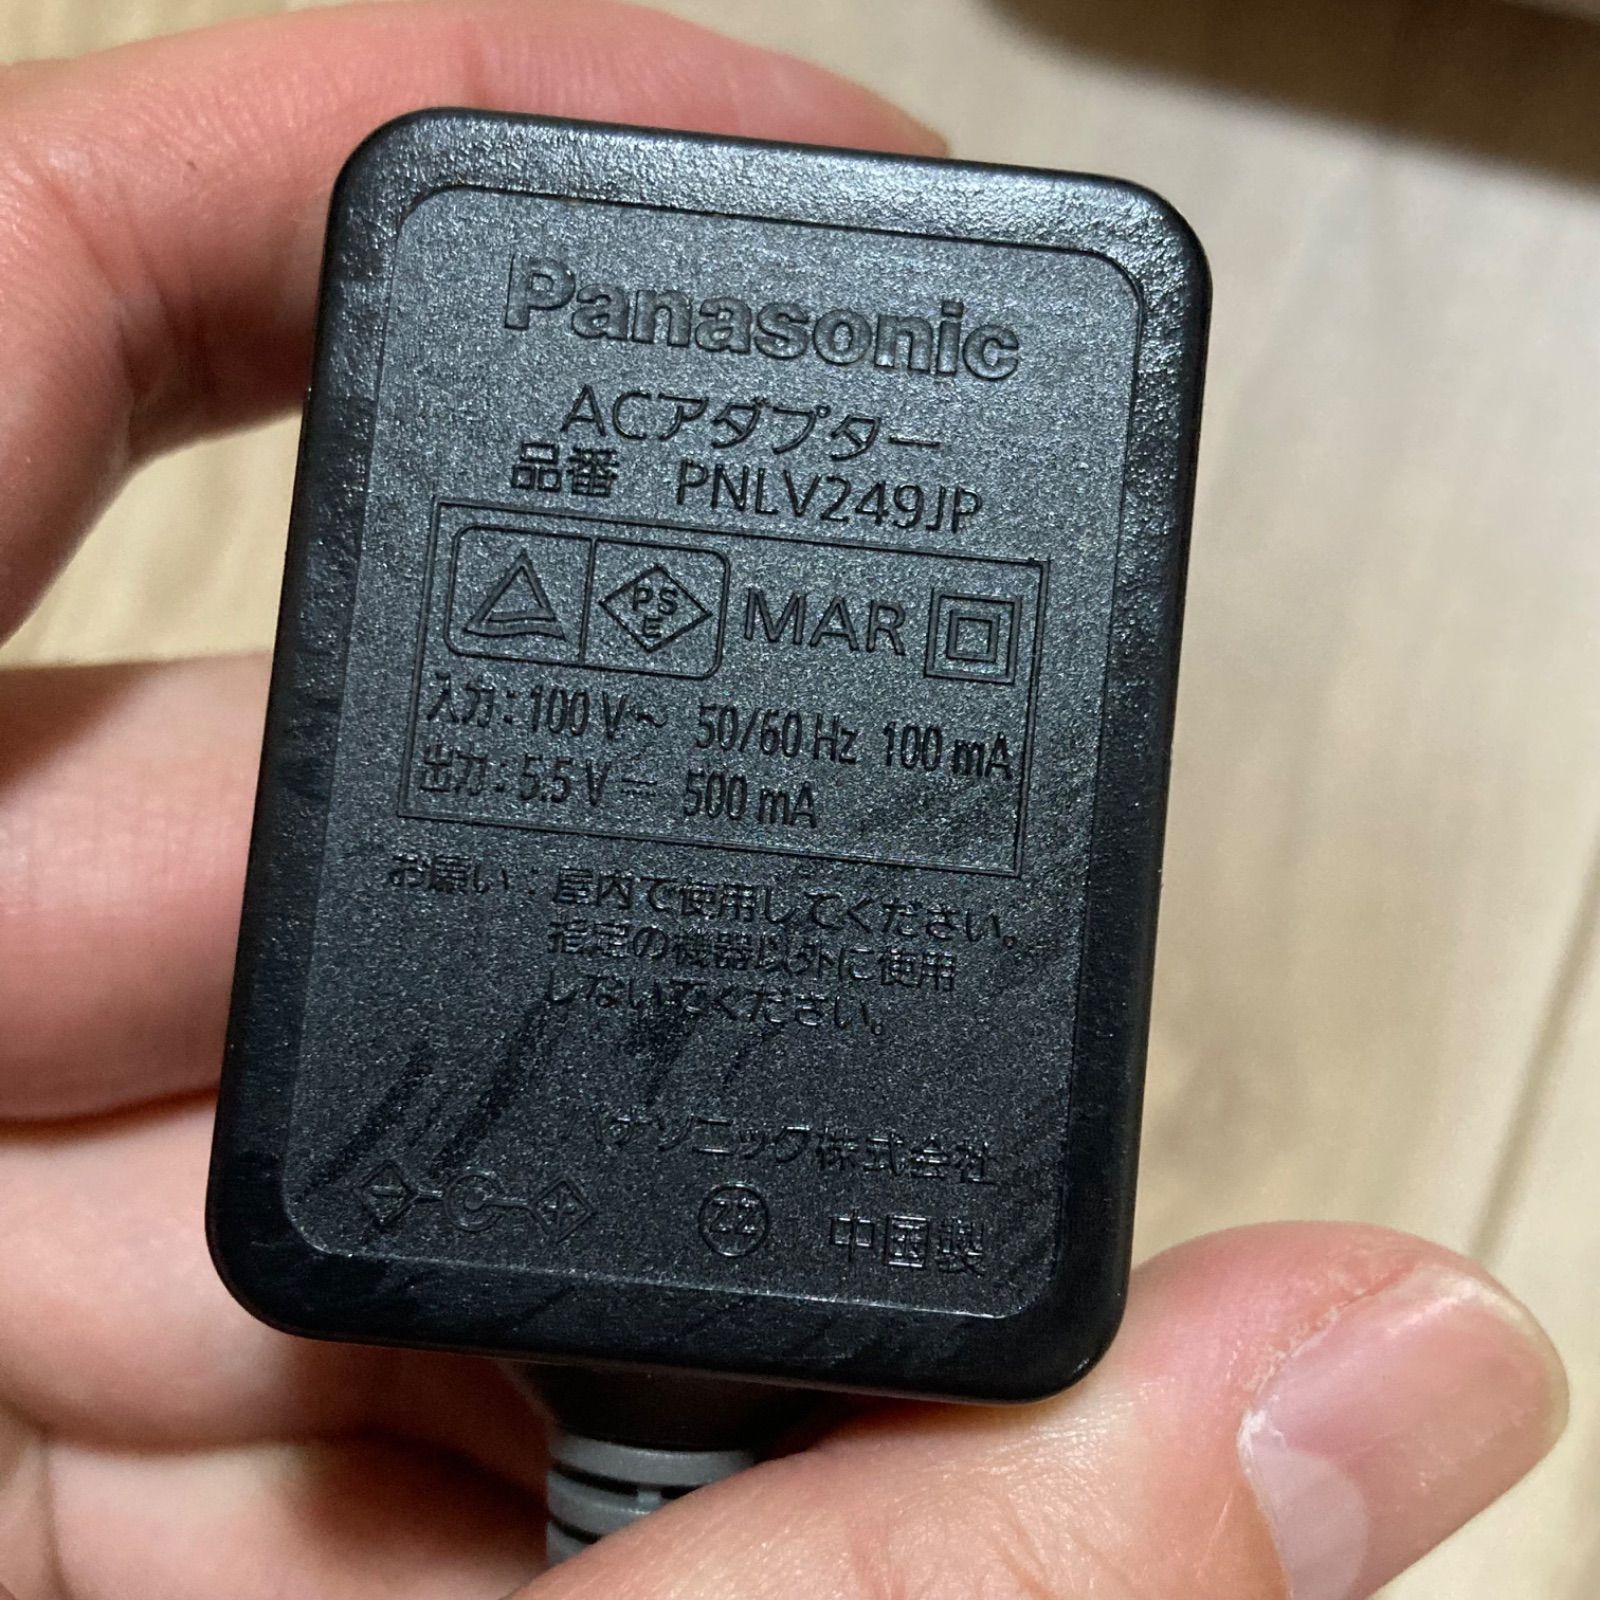 Panasonic
ACアダプター
品番 PNLV249JP
PS E MAR
入力：100 V～ 50/60 Hz 100 mA
出力：5.5 V⎓ 500 mA
お願い：屋内で使用してください。
指定の機器以外に使用
しないでください。
パナソニック株式会社
22 中国製